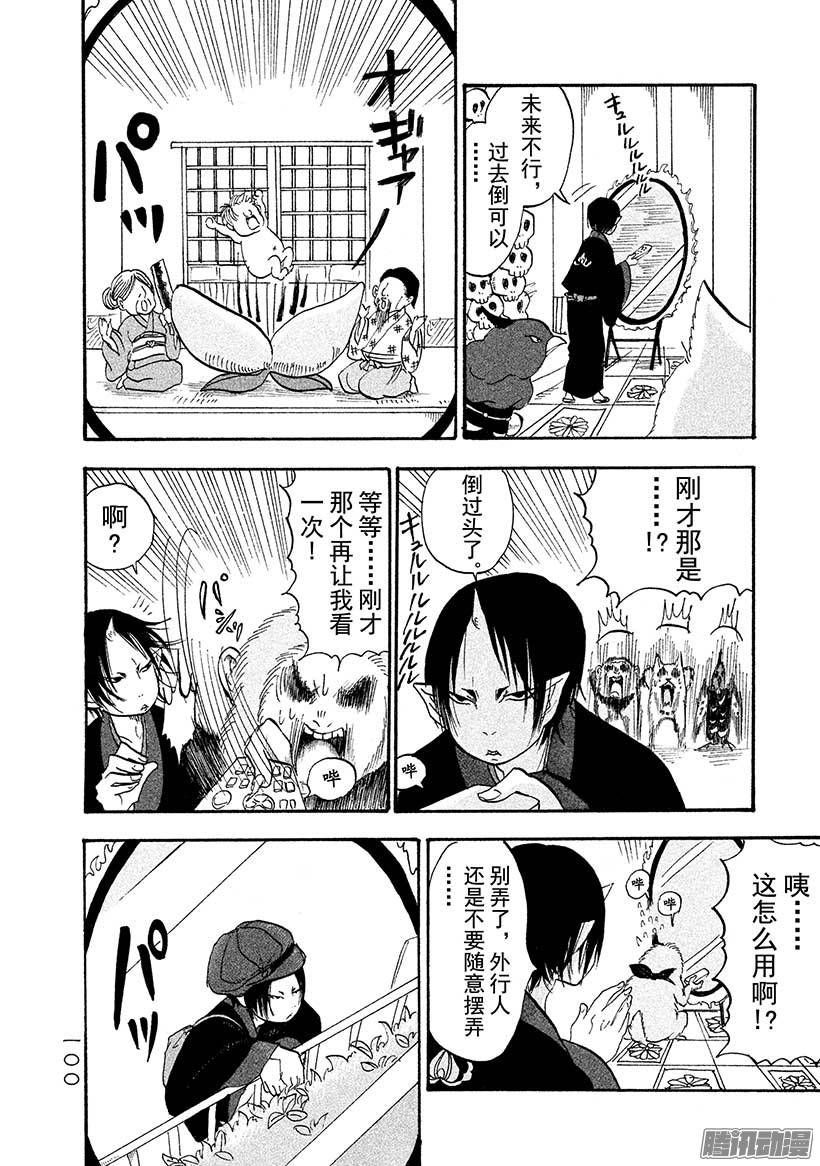 未来不行，
过去倒可以
……
キュルルルルル
オギャアー
パッ
刚才那是
……!?
倒过头了。
キュルルルルルルル
哔
等等……刚才
那个再让我看
一次！
パシッ
哔
啊？
咦……
这怎么用啊!?
哔
哔
别弄了，外行人
还是不要随意摆弄
……
パッ
100
腾讯动漫